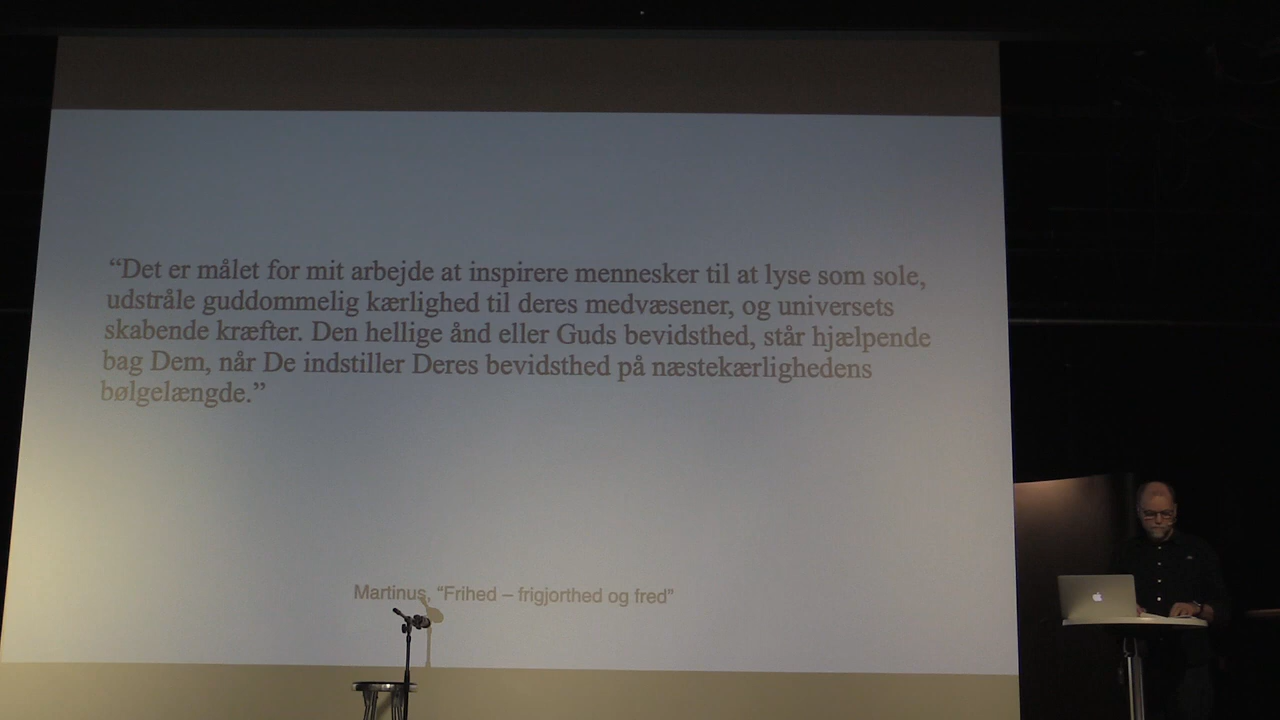 “Det er målet for mit arbejde at inspirere mennesker til at lyse som sole,
udstråle guddommelig kærlighed til deres medvæsener, og universets
skabende kræfter. Den hellige ånd eller Guds bevidsthed, står hjælpende
bag Dem, når De indstiller Deres bevidsthed på næstekærlighedens
bølgelængde.”
Martinus, “Frihed – frigjorthed og fred”